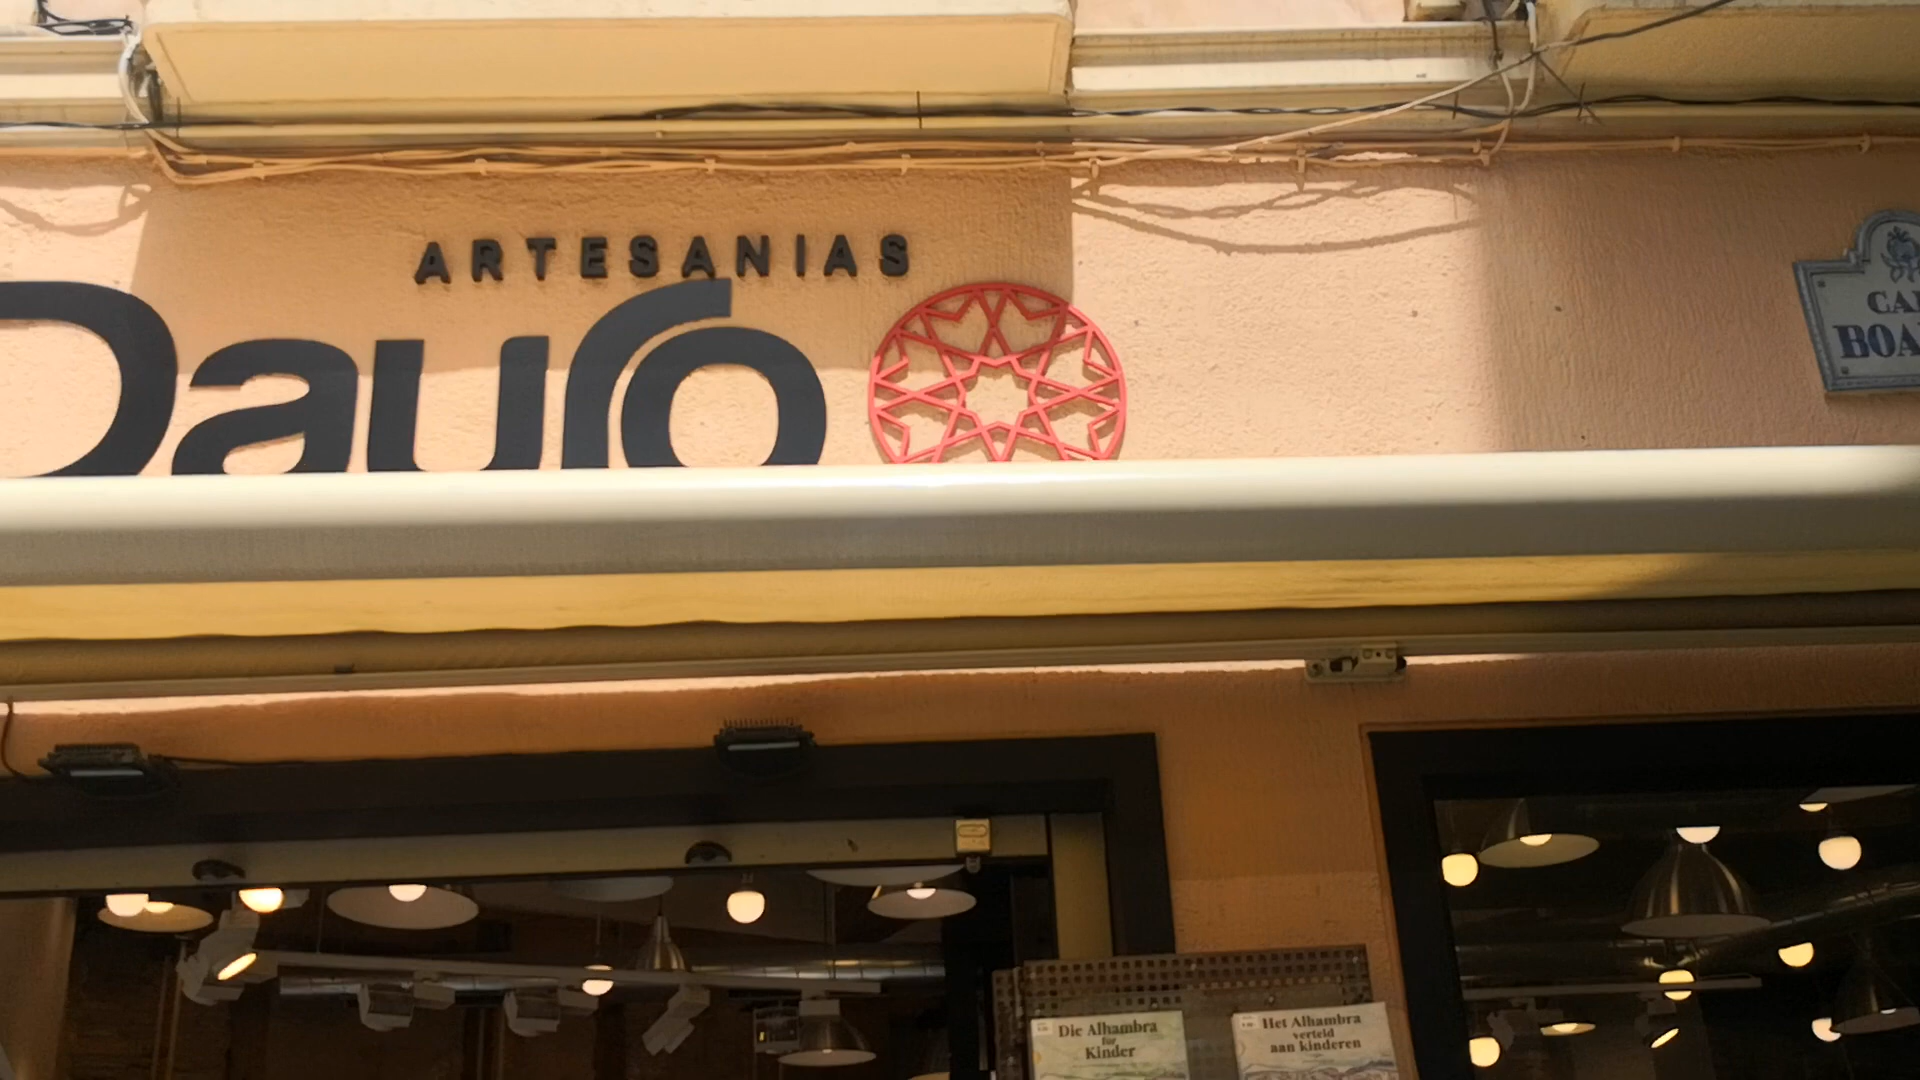 ARTESANIAS
Dauro
Die Alhambra
für
Kinder
Het Alhambra
verteld
aan kinderen